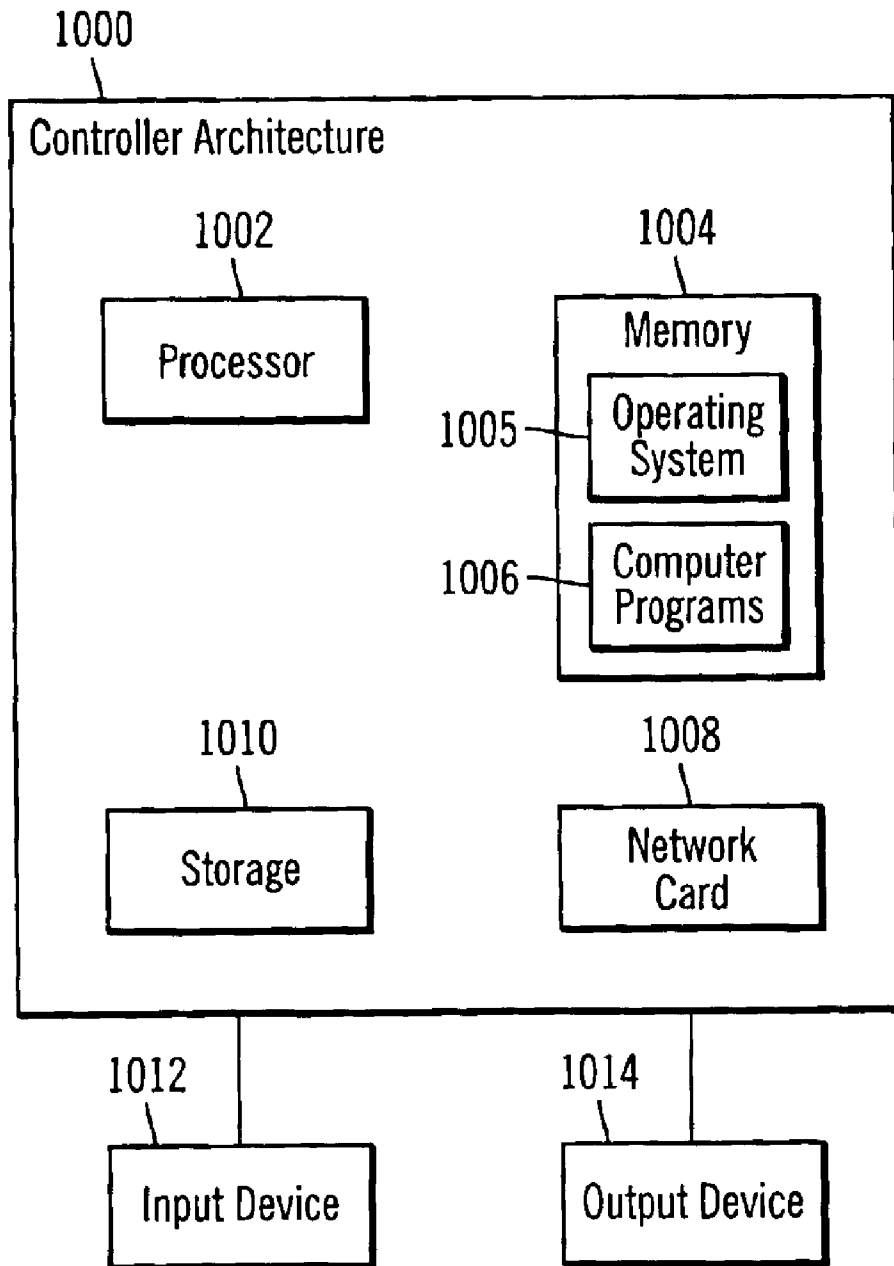 1000
Controller Architecture
1002
Processor
1004
Memory
1005
Operating
System
1006
Computer
Programs
1010
Storage
1008
Network
Card
1012
Input Device
1014
Output Device